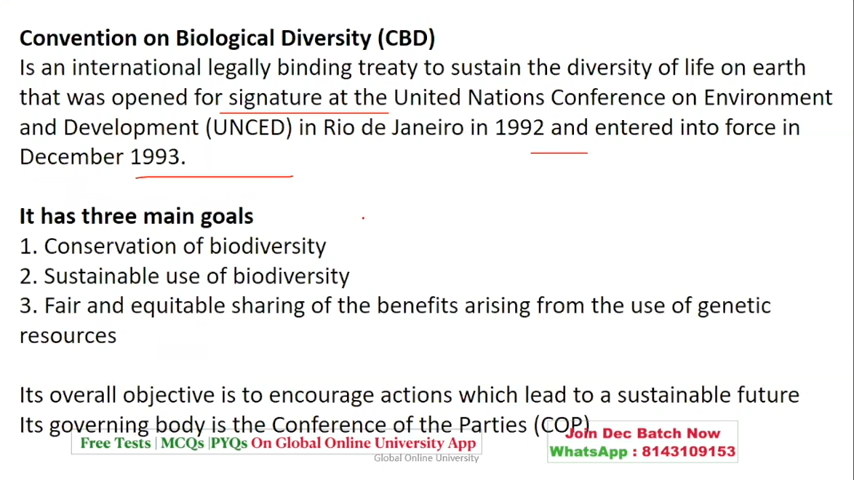 Convention on Biological Diversity (CBD)
Is an international legally binding treaty to sustain the diversity of life on earth
that was opened for signature at the United Nations Conference on Environment
and Development (UNCED) in Rio de Janeiro in 1992 and entered into force in
December 1993.
It has three main goals
1. Conservation of biodiversity
2. Sustainable use of biodiversity
3. Fair and equitable sharing of the benefits arising from the use of genetic
resources
Its overall objective is to encourage actions which lead to a sustainable future
Its governing body is the Conference of the Parties (COP)
Free Tests | MCQs |PYQs On Global Online University App
Global Online University
Join Dec Batch Now
WhatsApp : 8143109153